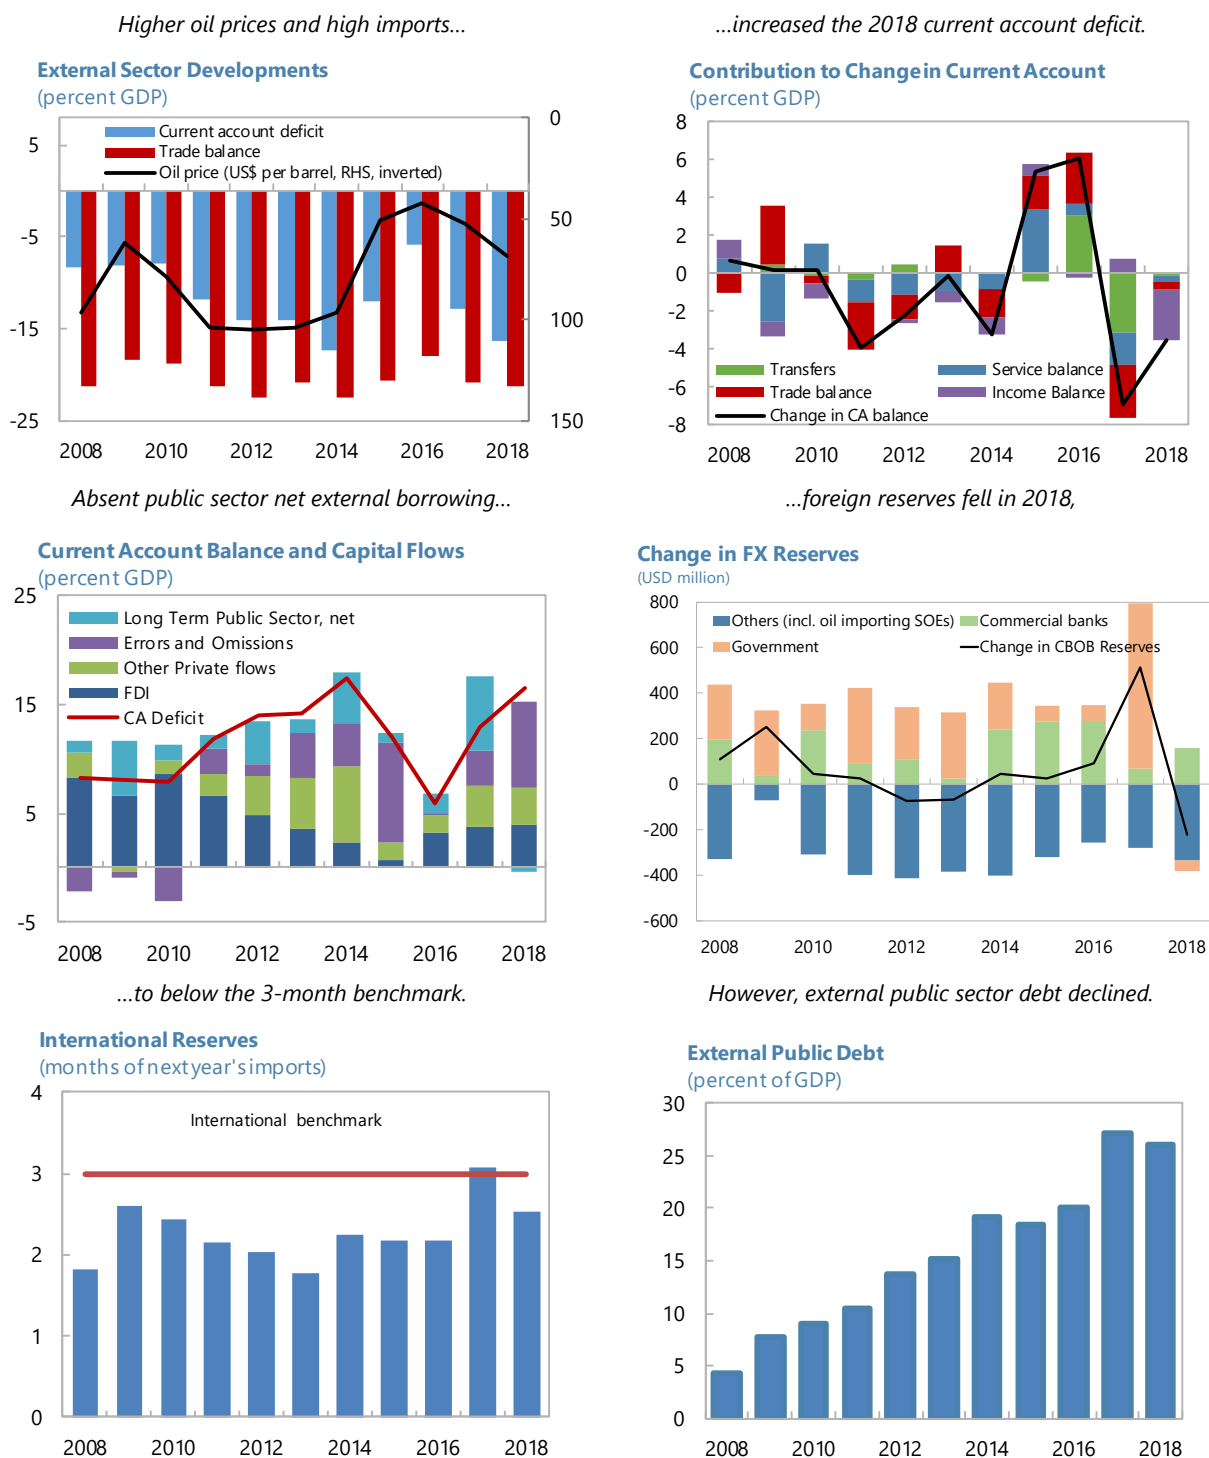 Higher oil prices and high imports…
…increased the 2018 current account deficit.
External Sector Developments
(percent GDP)
5
-5
-15
-25
0
50
100
150
Current account deficit
Trade balance
Oil price (US$ per barrel, RHS, inverted)
2008 2010 2012 2014 2016 2018
Contribution to Change in Current Account
(percent GDP)
8
6
4
2
0
-2
-4
-6
-8
Transfers
Service balance
Trade balance
Income Balance
Change in CA balance
2008 2010 2012 2014 2016 2018
Absent public sector net external borrowing…
…foreign reserves fell in 2018,
Current Account Balance and Capital Flows
(percent GDP)
25
15
5
-5
Long Term Public Sector, net
Errors and Omissions
Other Private flows
FDI
CA Deficit
2008 2010 2012 2014 2016 2018
Change in FX Reserves
(USD million)
800
600
400
200
0
-200
-400
-600
Others (incl. oil importing SOEs)
Commercial banks
Government
Change in CBOB Reserves
2008 2010 2012 2014 2016 2018
…to below the 3-month benchmark.
However, external public sector debt declined.
International Reserves
(months of next year's imports)
4
3
2
1
0
International benchmark
2008 2010 2012 2014 2016 2018
External Public Debt
(percent of GDP)
30
25
20
15
10
5
0
2008 2010 2012 2014 2016 2018